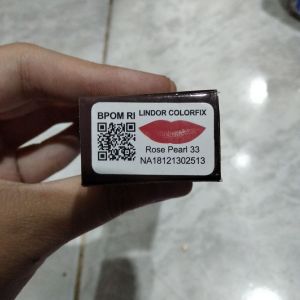 BPOM RI
LINDOR COLORFIX
Rose Pearl 33
NA18121302513